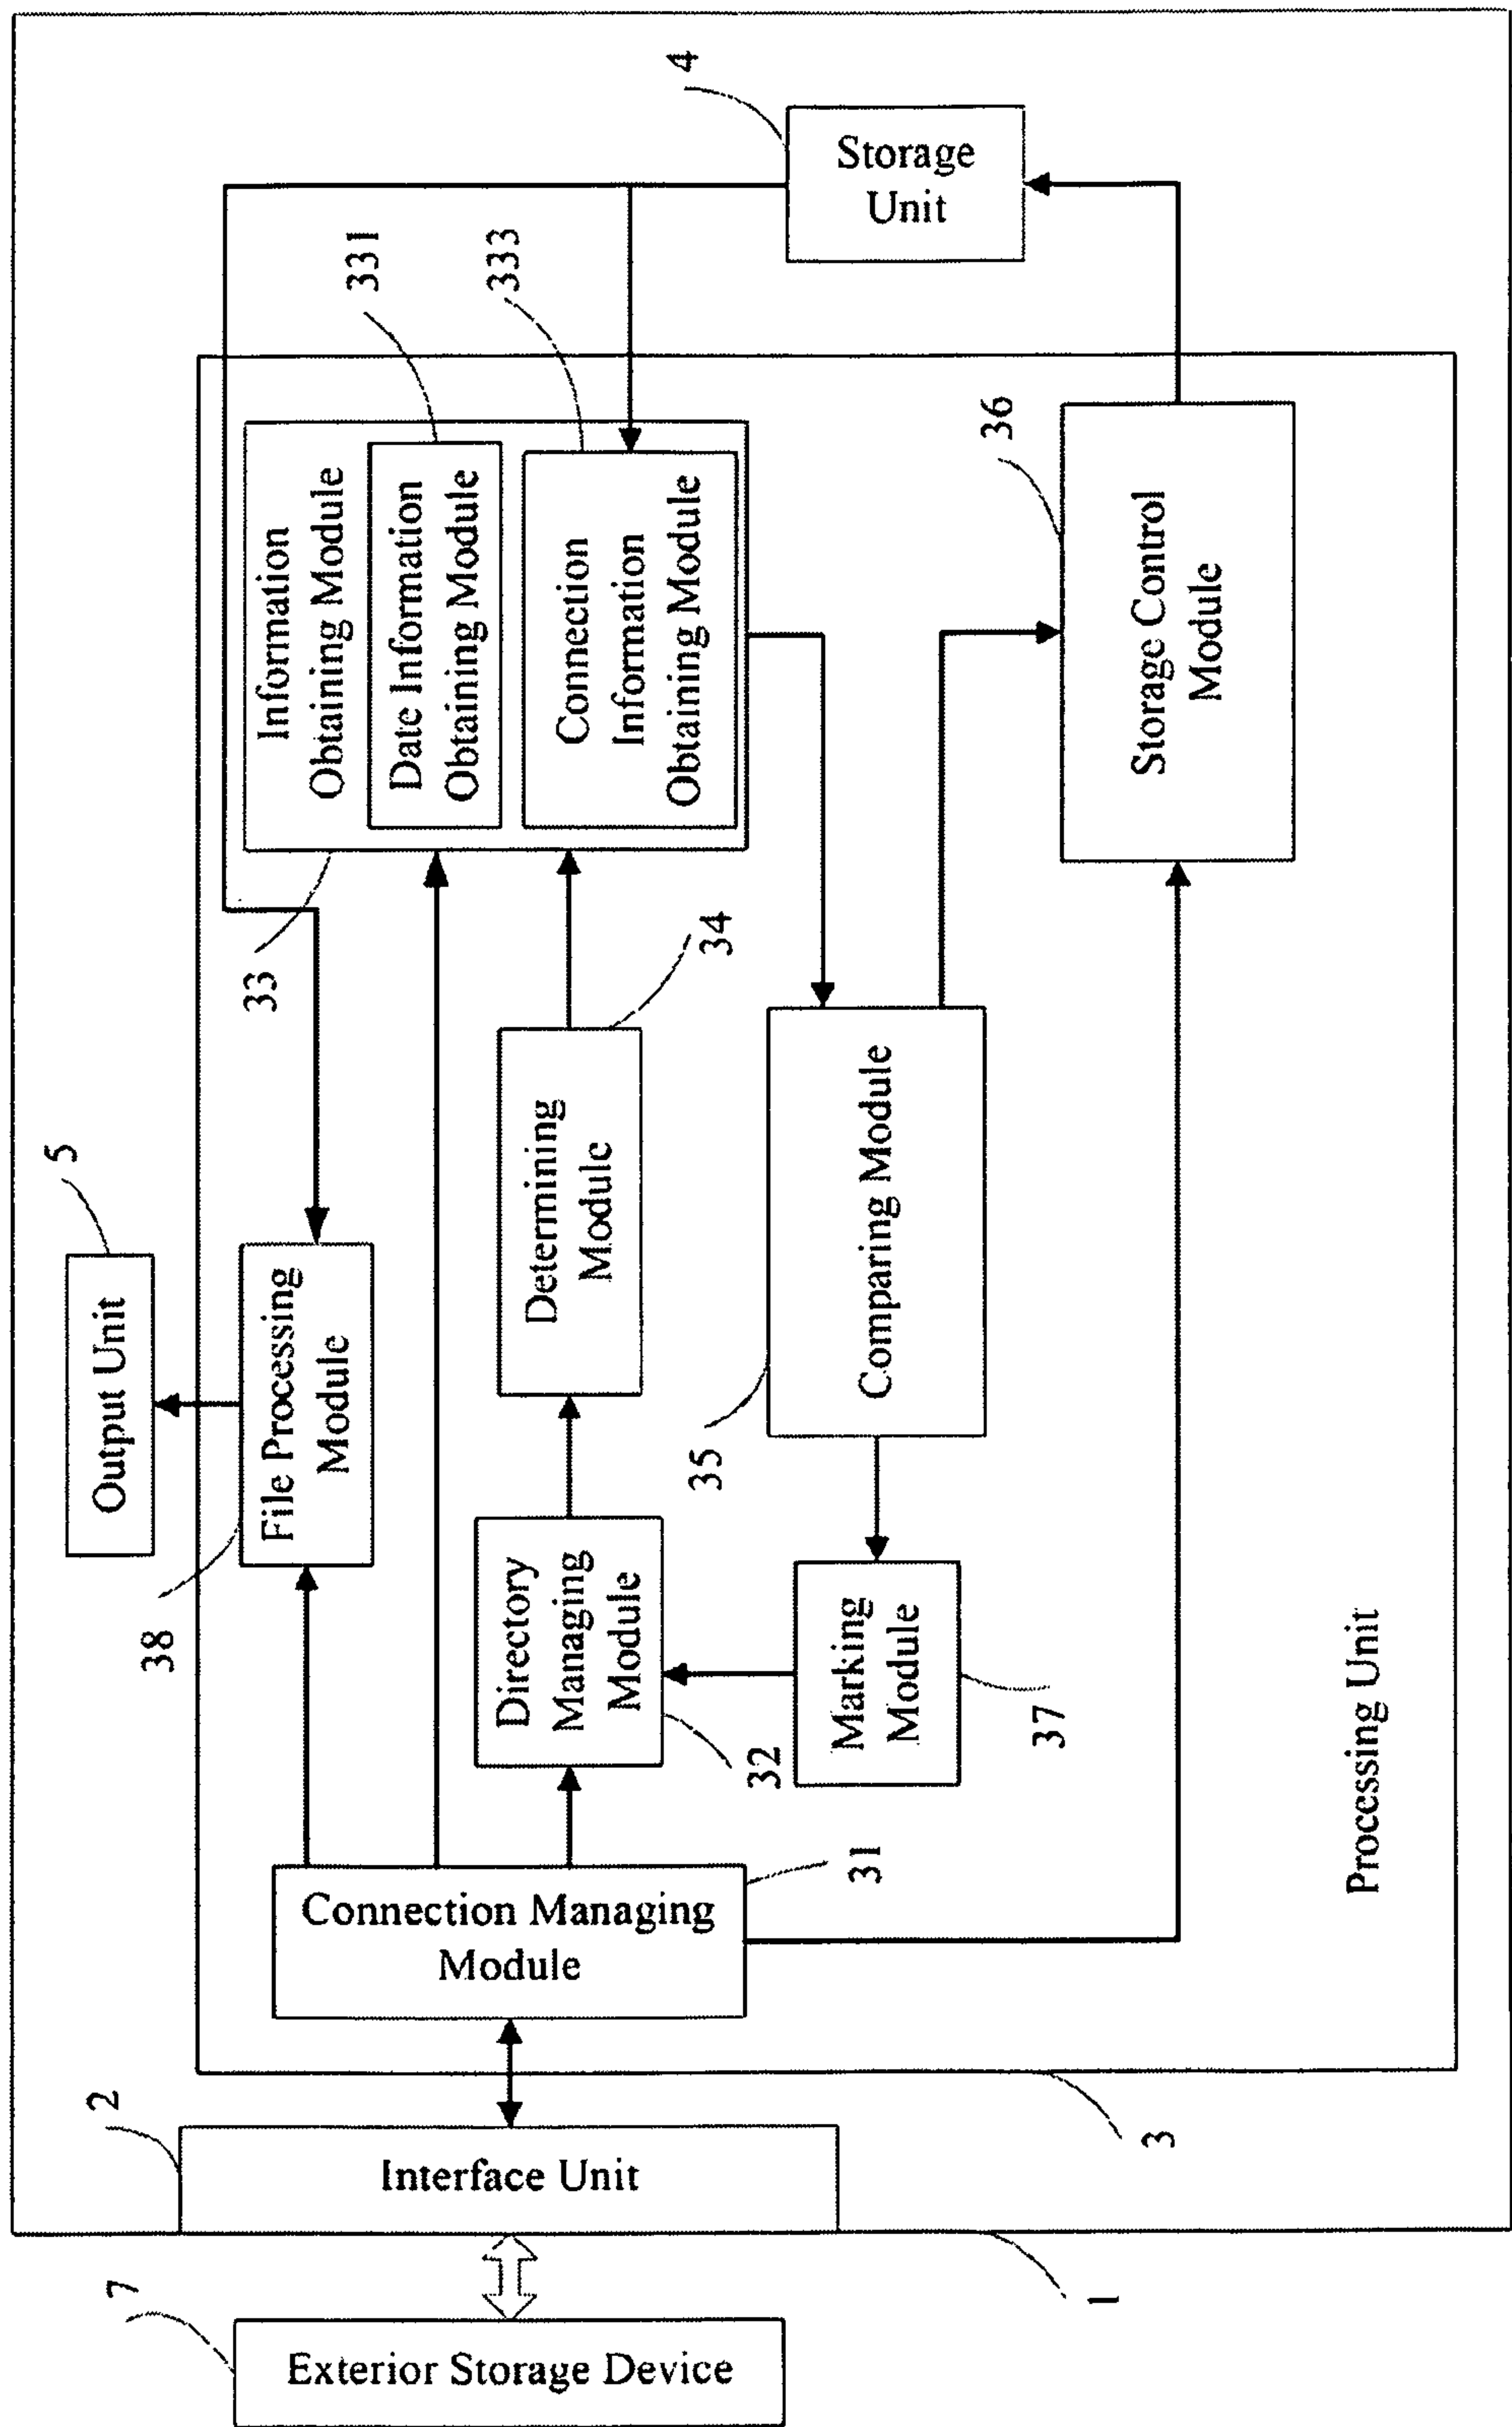 7
Exterior Storage Device
1
2
Interface Unit
3
Processing Unit
31
Connection Managing
Module
38
File Processing
Module
5
Output Unit
32
Directory
Managing
Module
37
Marking
Module
34
Determining
Module
35
Comparing Module
33
Information
Obtaining Module
331
Date Information
Obtaining Module
333
Connection
Information
Obtaining Module
36
Storage Control
Module
4
Storage
Unit